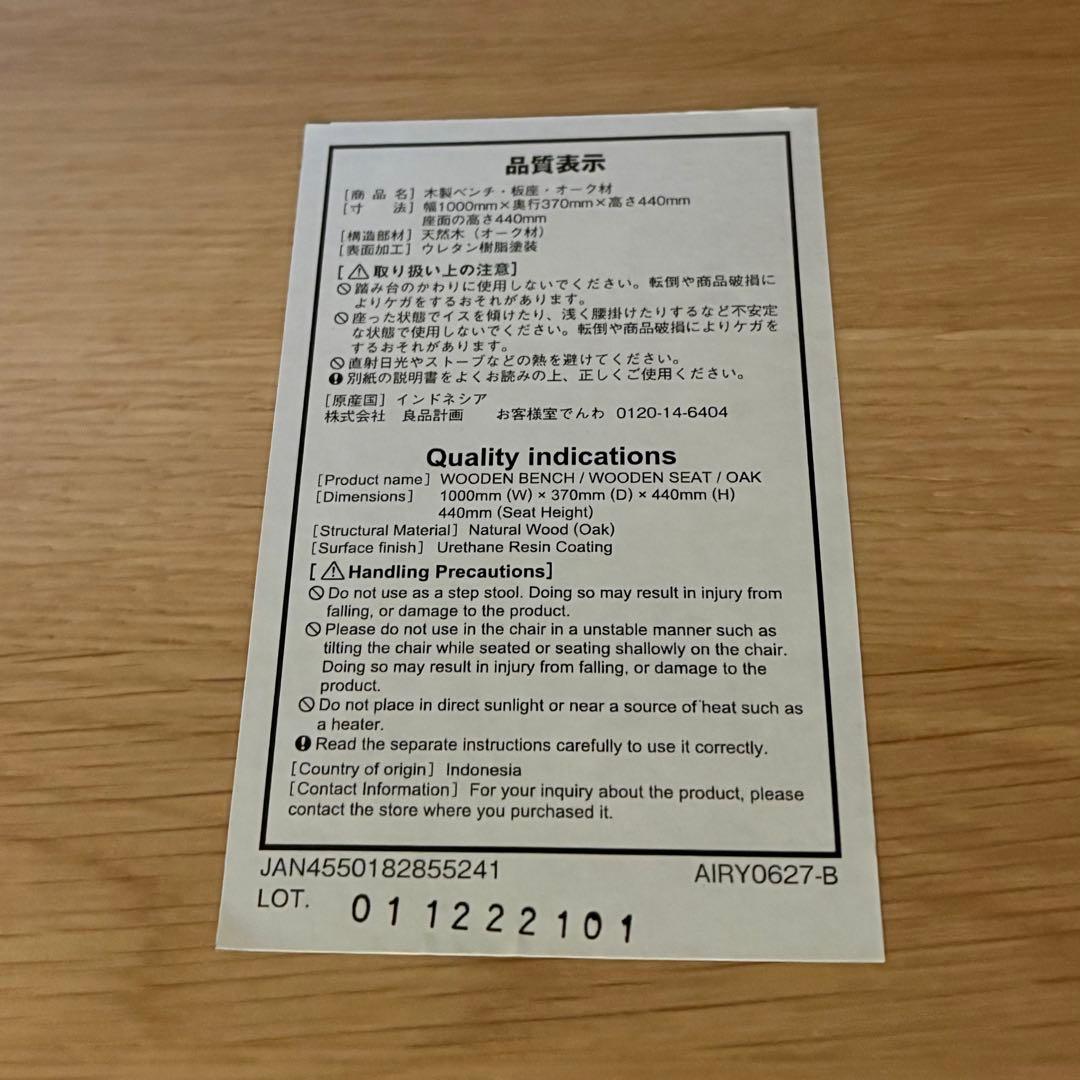 品質表示
[商品名] 木製ベンチ・板座・オーク材
[寸 法] 幅1000mm×奥行370mm×高さ440mm
座面の高さ440mm
[構造部材] 天然木（オーク材）
[表面加工] ウレタン樹脂塗装
[⚠取り扱い上の注意]
踏み台のかわりに使用しないでください。転倒や商品破損に
よりケガをするおそれがあります。
座った状態でイスを傾けたり、浅く腰掛けたりするなど不安定
な状態で使用しないでください。転倒や商品破損によりケガを
するおそれがあります。
直射日光やストーブなどの熱を避けてください。
別紙の説明書をよくお読みの上、正しくご使用ください。
[原産国] インドネシア
株式会社 良品計画 お客様室でんわ 0120-14-6404
Quality indications
[Product name] WOODEN BENCH / WOODEN SEAT / OAK
[Dimensions] 1000mm (W) × 370mm (D) × 440mm (H)
440mm (Seat Height)
[Structural Material] Natural Wood (Oak)
[Surface finish] Urethane Resin Coating
[⚠Handling Precautions]
Do not use as a step stool. Doing so may result in injury from
falling, or damage to the product.
Please do not use in the chair in a unstable manner such as
tilting the chair while seated or seating shallowly on the chair.
Doing so may result in injury from falling, or damage to the
product.
Do not place in direct sunlight or near a source of heat such as
a heater.
Read the separate instructions carefully to use it correctly.
[Country of origin] Indonesia
[Contact Information] For your inquiry about the product, please
contact the store where you purchased it.
JAN4550182855241 AIRY0627-B
LOT. 011222101